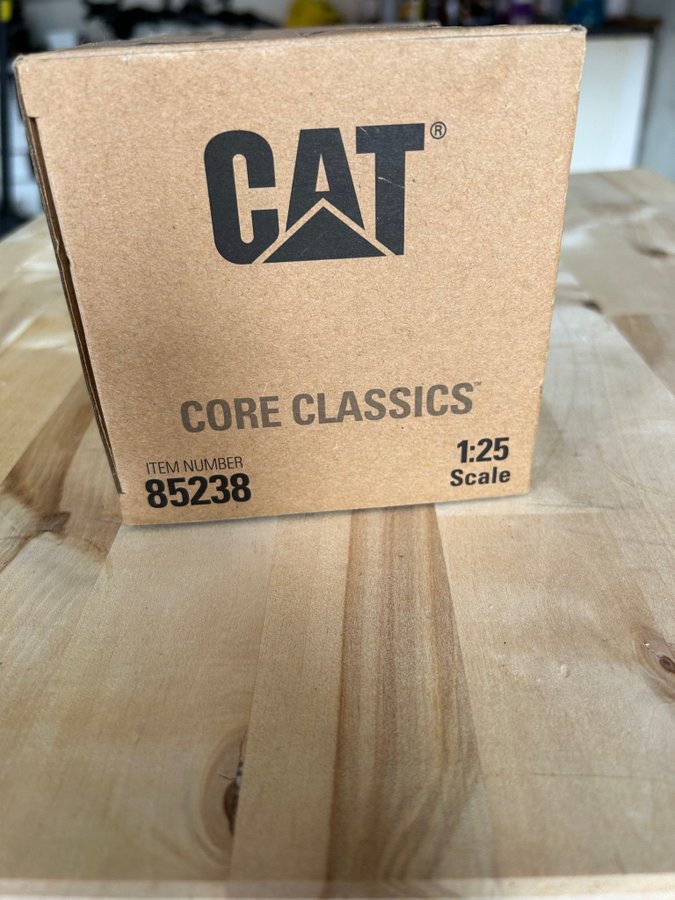 CAT®
CORE CLASSICS™
ITEM NUMBER
85238
1:25
Scale